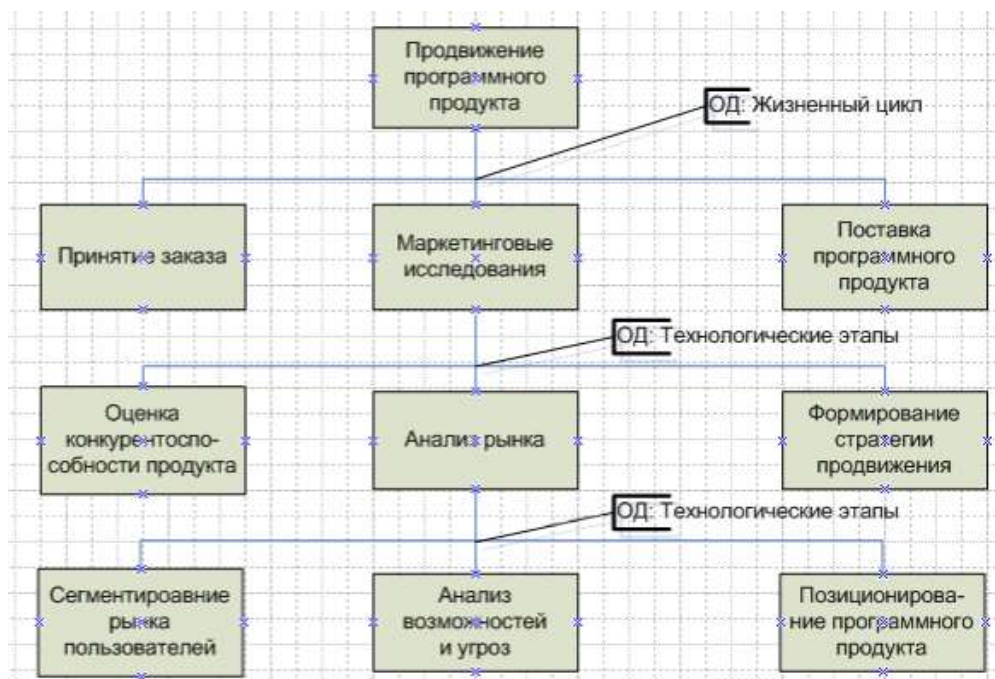 Продвижение
программного
продукта
ОД: Жизненный цикл
Принятие заказа
Маркетинговые
исследования
Поставка
программного
продукта
ОД: Технологические этапы
Оценка
конкурентоспо-
собности продукта
Анализ рынка
Формирование
стратегии
продвижения
ОД: Технологические этапы
Сегментироавние
рынка
пользователей
Анализ
возможностей
и угроз
Позиционирова-
ние программного
продукта